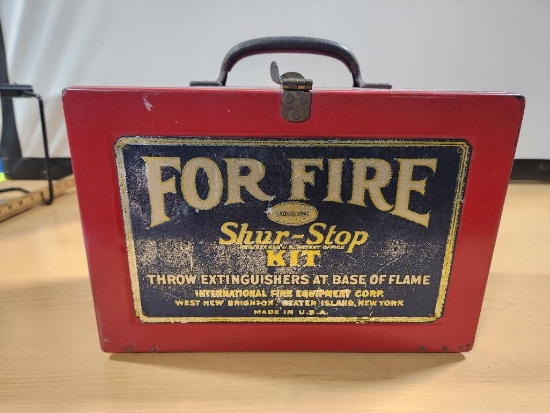 FOR FIRE
Shur-Stop
KIT
THROW EXTINGUISHERS AT BASE OF FLAME
INTERNATIONAL FIRE EQUIPMENT CORP.
WEST NEW BRIGHTON, STATEN ISLAND, NEW YORK
MADE IN U.S.A.